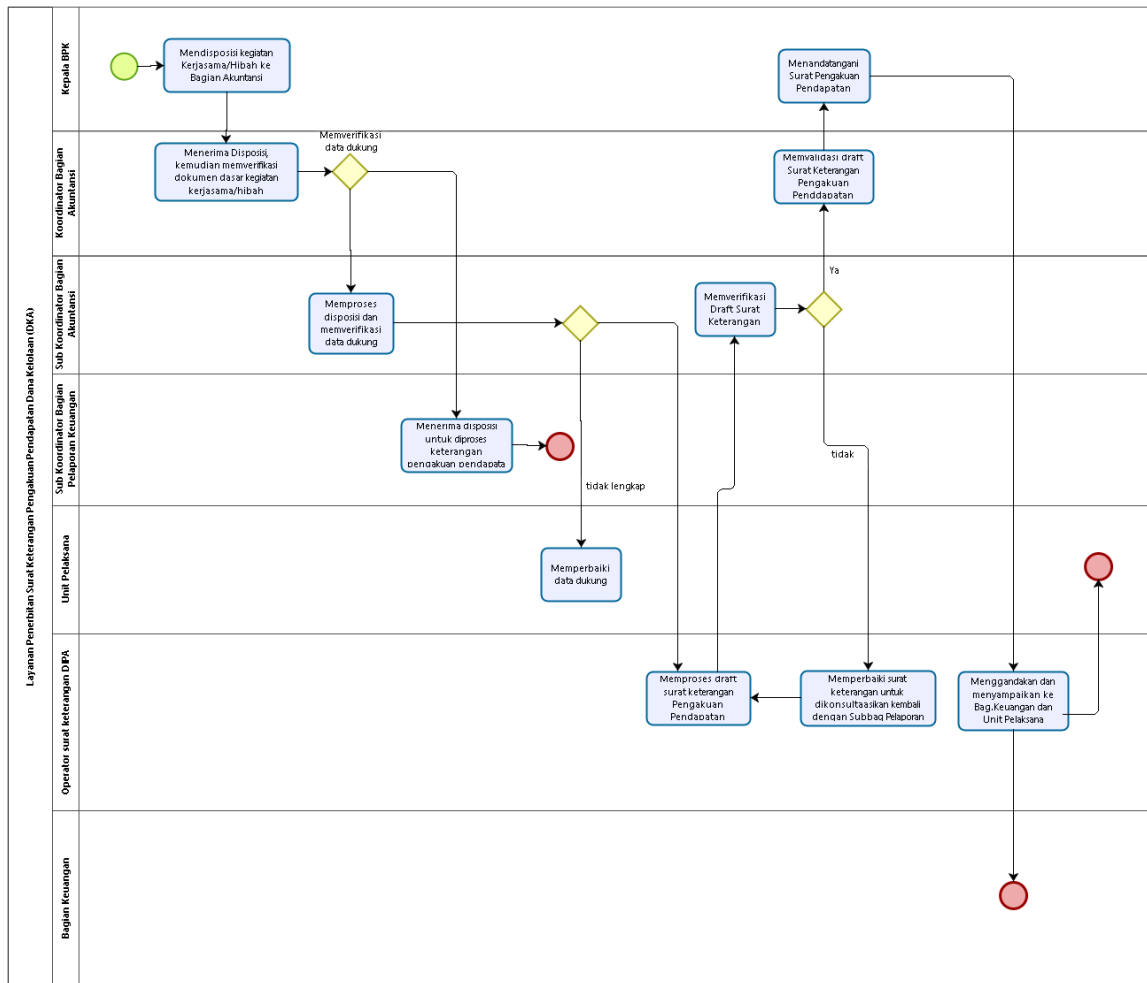 Layanan Penerbitan Surat Keterangan Pengakuan Pendapatan Dana Kelolaan (DKA)
Kepala BPK
Mendisposisi kegiatan
Kerjasama/Hibah ke
Bagian Akuntansi
Menandatangani
Surat Pengakuan
Pendapatan
Koordinator Bagian
Akuntansi
Menerima Disposisi,
kemudian memverifikasi
dokumen dasar kegiatan
kerjasama/hibah
Memverifikasi
data dukung
Memvalidasi draft
Surat Keterangan
Pengakuan
Penddapatan
Sub Koordinator Bagian
Akuntansi
Memproses
disposisi dan
memverifikasi
data dukung
Memverifikasi
Draft Surat
Keterangan
Ya
Sub Koordinator Bagian
Pelaporan Keuangan
Menerima disposisi
untuk diproses
keterangan
pengakuan pendapata
tidak lengkap
tidak
Unit Pelaksana
Memperbaiki
data dukung
Operator surat keterangan DIPA
Memproses draft
surat keterangan
Pengakuan
Pendapatan
Memperbaiki surat
keterangan untuk
dikonsultaasikan kembali
dengan Subbag Pelaporan
Menggandakan dan
menyampaikan ke
Bag.Keuangan dan
Unit Pelaksana
Bagian Keuangan